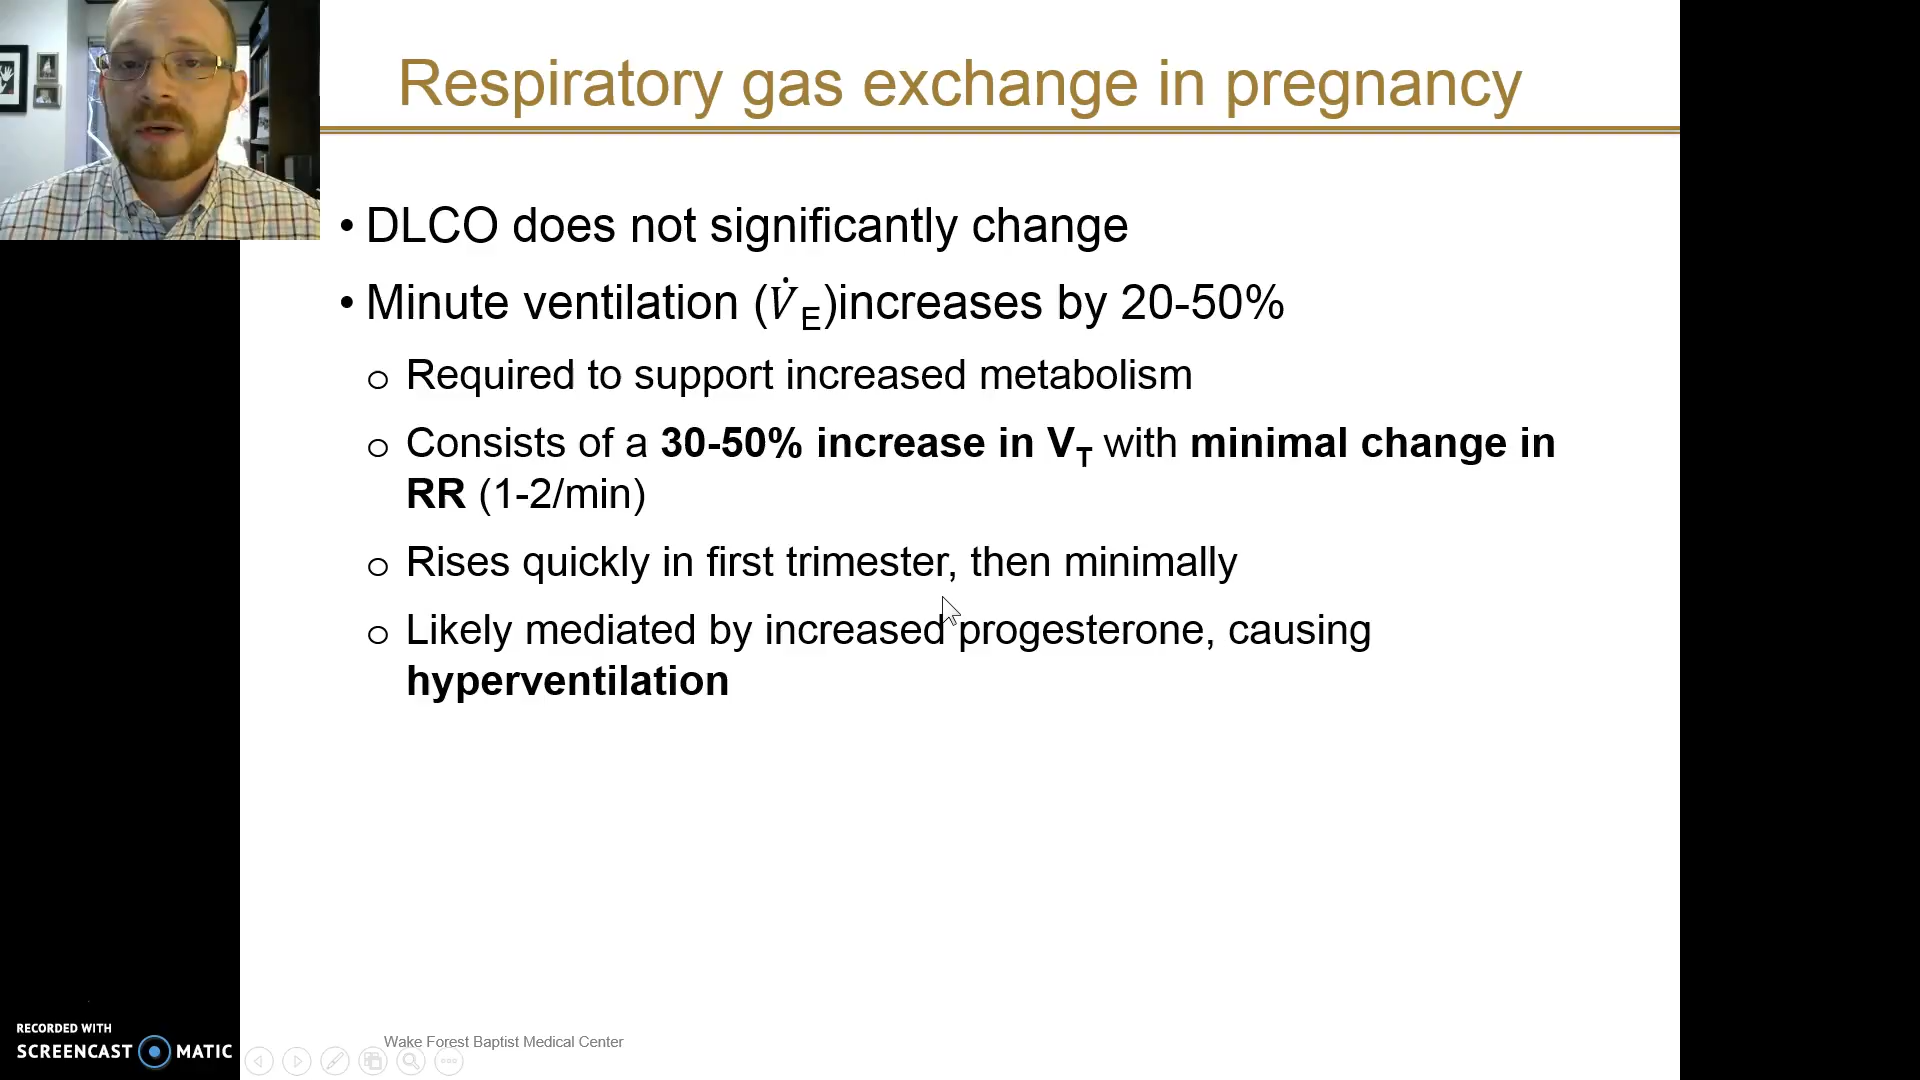 Respiratory gas exchange in pregnancy
• DLCO does not significantly change
• Minute ventilation (V̇E)increases by 20-50%
o Required to support increased metabolism
o Consists of a 30-50% increase in VT with minimal change in
RR (1-2/min)
o Rises quickly in first trimester, then minimally
o Likely mediated by increased progesterone, causing
hyperventilation
Wake Forest Baptist Medical Center
RECORDED WITH
SCREENCAST MATIC